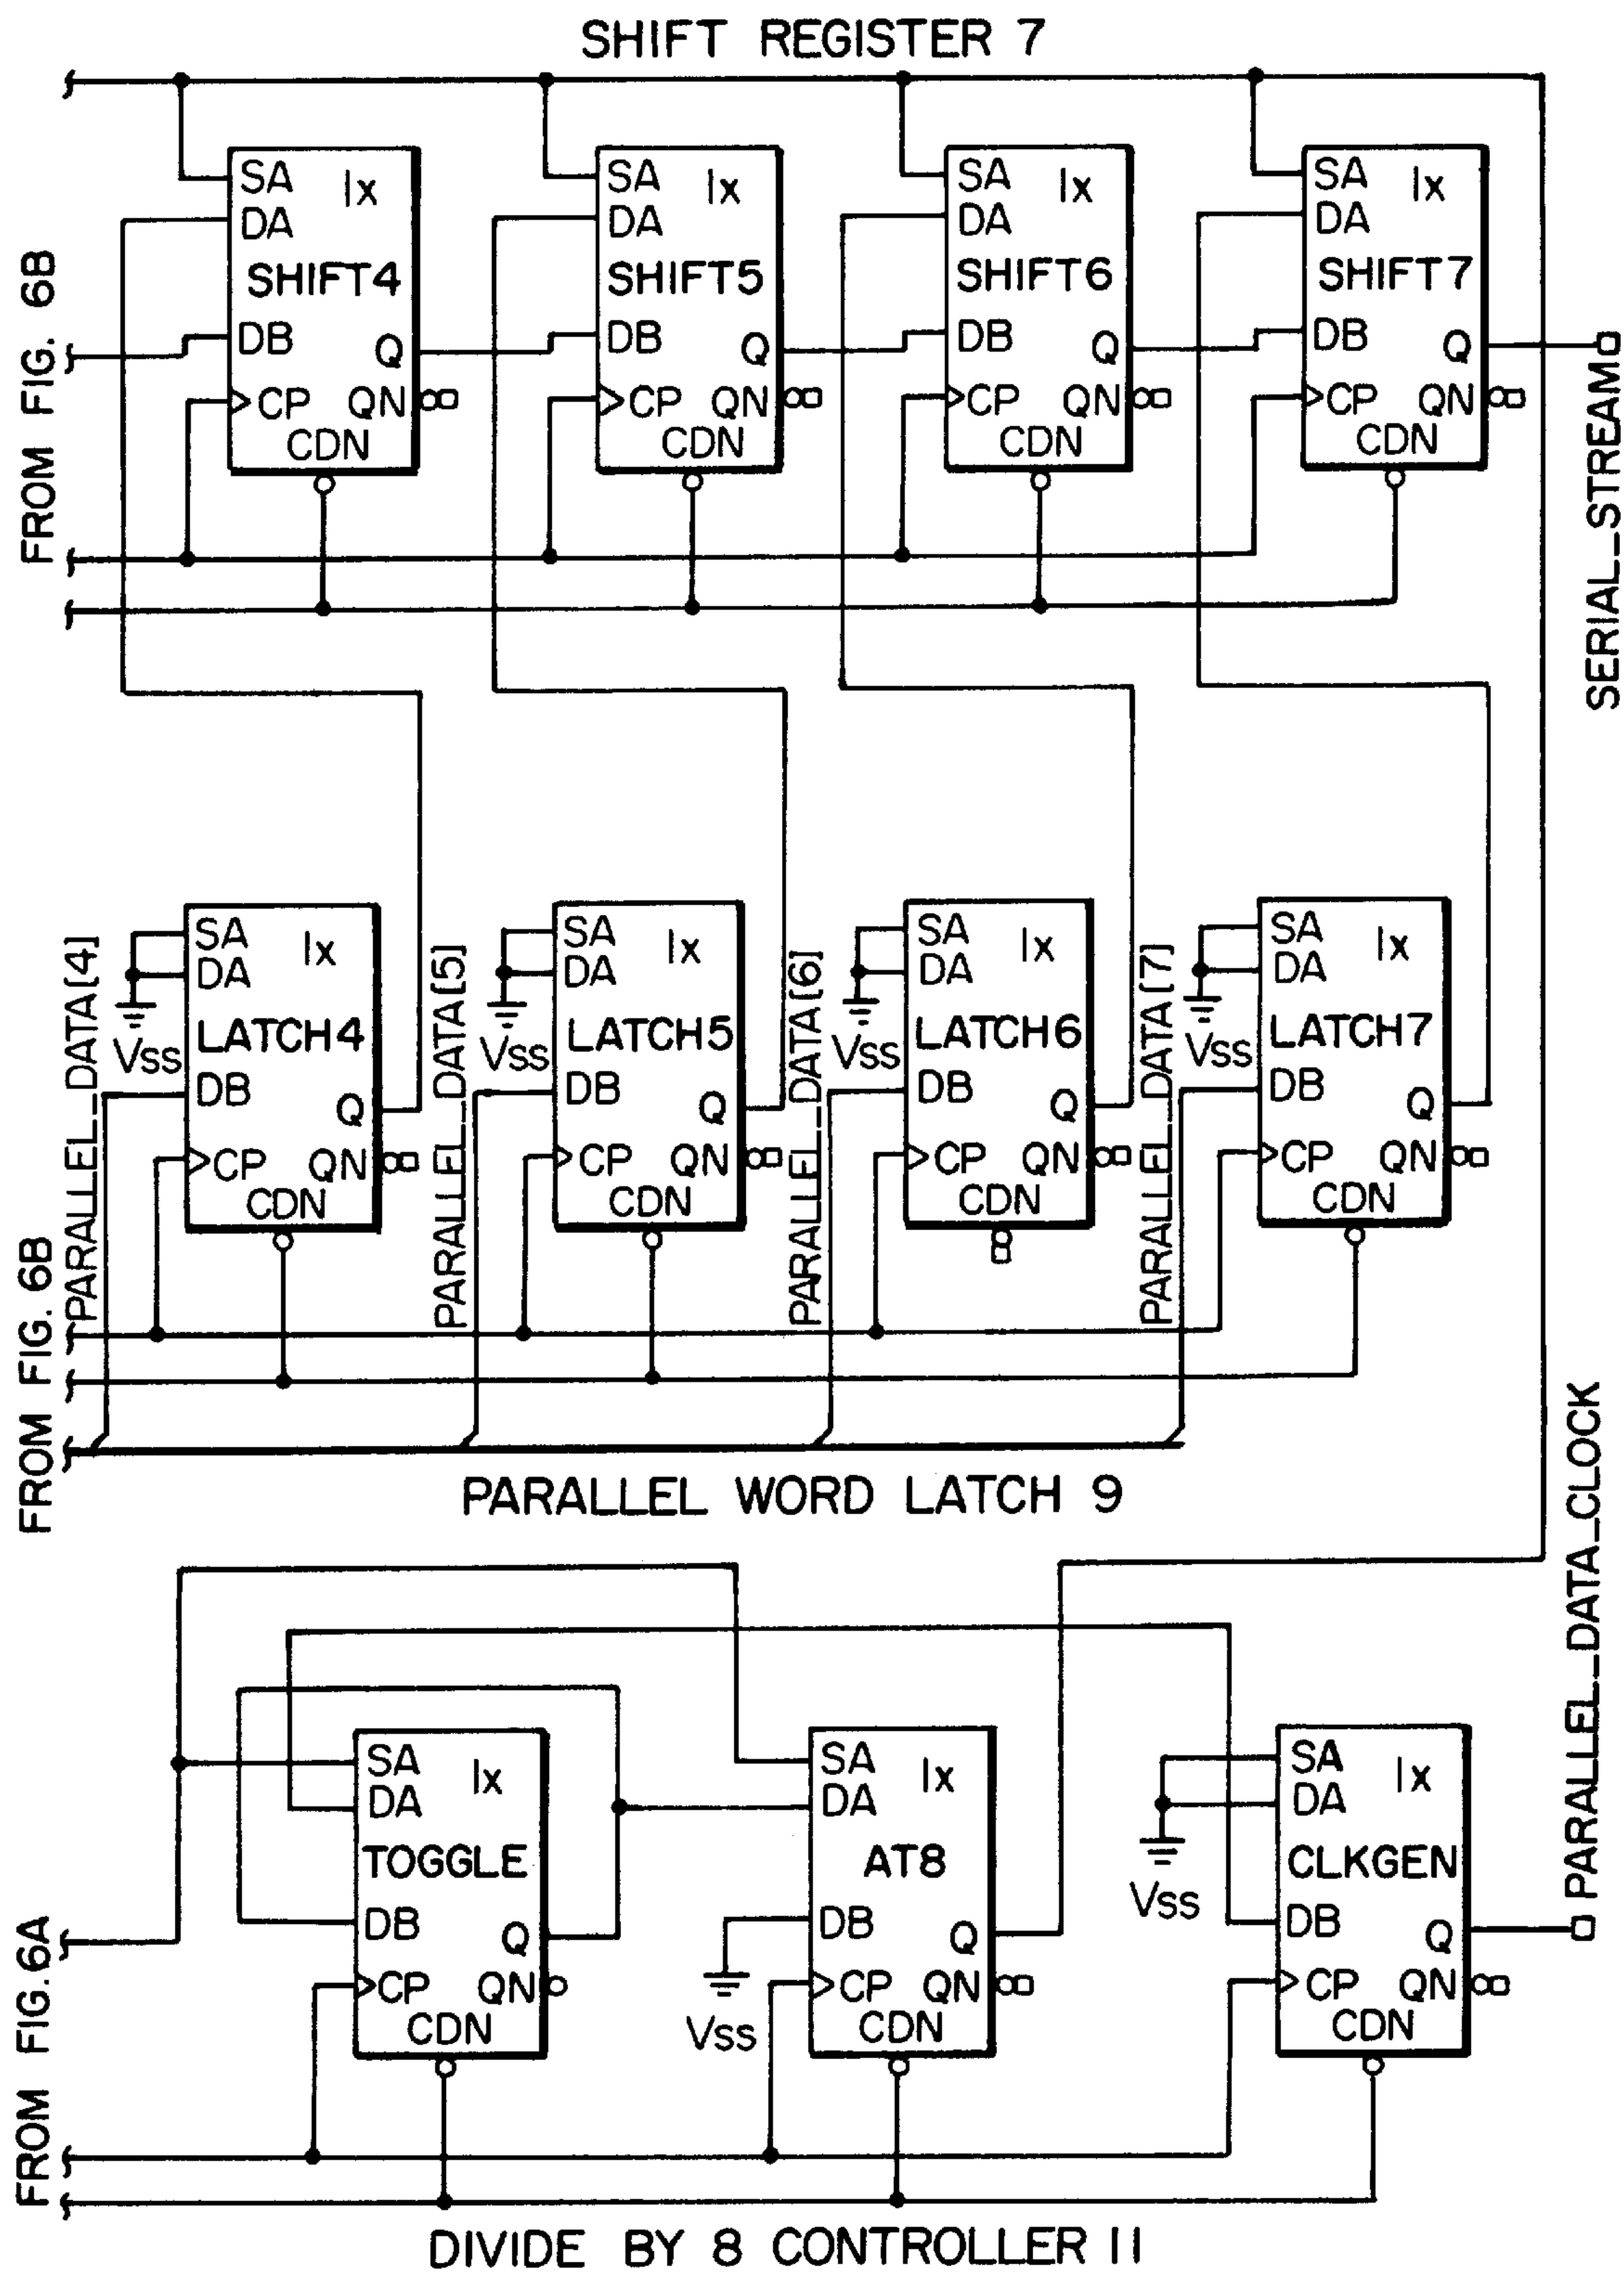 SHIFT REGISTER 7
SA Ix
DA
SHIFT4
DB Q
CP QN
CDN
SA Ix
DA
SHIFT5
DB Q
CP QN
CDN
SA Ix
DA
SHIFT6
DB Q
CP QN
CDN
SA Ix
DA
SHIFT7
DB Q
CP QN
CDN
FROM FIG. 6B
SERIAL_STREAM
PARALLEL_DATA[4]
SA Ix
DA
VSS
LATCH4
DB Q
CP QN
CDN
PARALLEL_DATA[5]
SA Ix
DA
VSS
LATCH5
DB Q
CP QN
CDN
PARALLEL_DATA[6]
SA Ix
DA
VSS
LATCH6
DB Q
CP QN
CDN
PARALLEL_DATA[7]
SA Ix
DA
VSS
LATCH7
DB Q
CP QN
CDN
FROM FIG. 6B
PARALLEL WORD LATCH 9
SA Ix
DA
TOGGLE
DB Q
CP QN
CDN
SA Ix
DA
AT8
DB Q
VSS
CP QN
CDN
SA Ix
DA
VSS
CLKGEN
DB Q
CP QN
CDN
FROM FIG. 6A
PARALLEL_DATA_CLOCK
DIVIDE BY 8 CONTROLLER 11